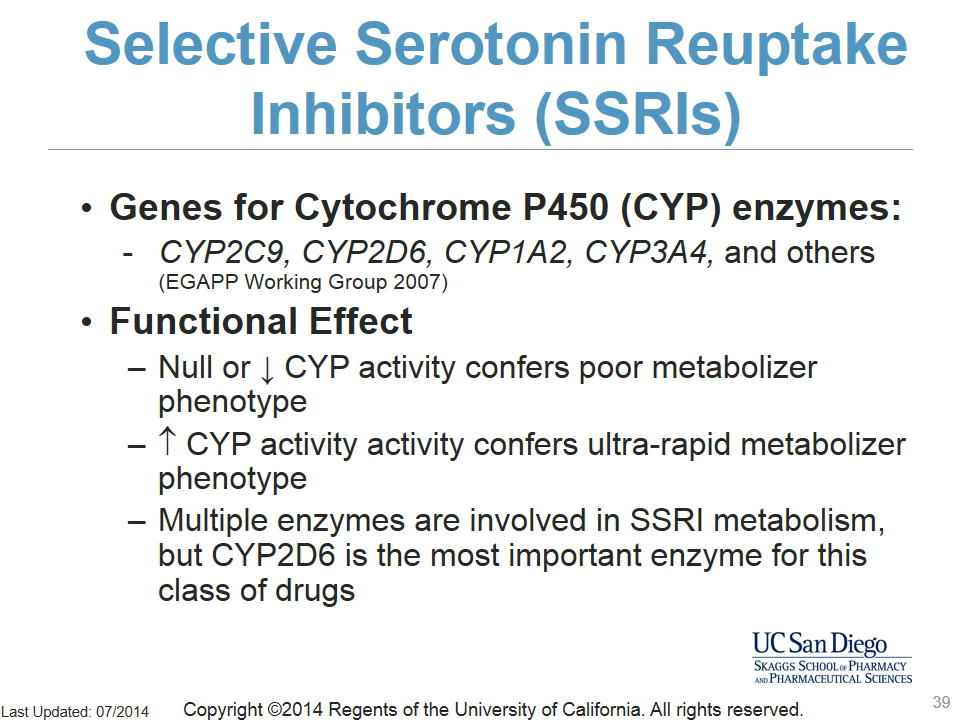 Selective Serotonin Reuptake
Inhibitors (SSRIs)
• Genes for Cytochrome P450 (CYP) enzymes:
- CYP2C9, CYP2D6, CYP1A2, CYP3A4, and others
(EGAPP Working Group 2007)
• Functional Effect
– Null or ↓ CYP activity confers poor metabolizer
phenotype
– ↑ CYP activity activity confers ultra-rapid metabolizer
phenotype
– Multiple enzymes are involved in SSRI metabolism,
but CYP2D6 is the most important enzyme for this
class of drugs
UC San Diego
SKAGGS SCHOOL OF PHARMACY
AND PHARMACEUTICAL SCIENCES
Last Updated: 07/2014 Copyright ©2014 Regents of the University of California. All rights reserved. 39